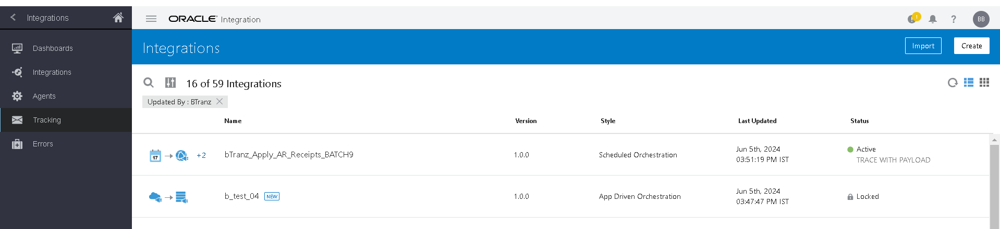 Integrations
ORACLE® Integration
1
?
BB
Dashboards
Integrations
Agents
Tracking
Errors
Integrations
Import
Create
16 of 59 Integrations
Updated By : BTranz
Name Version Style Last Updated Status
17 +2 bTranz_Apply_AR_Receipts_BATCH9 1.0.0 Scheduled Orchestration Jun 5th, 2024 Active
03:51:19 PM IST TRACE WITH PAYLOAD
b_test_04 NEW 1.0.0 App Driven Orchestration Jun 5th, 2024 Locked
03:47:47 PM IST